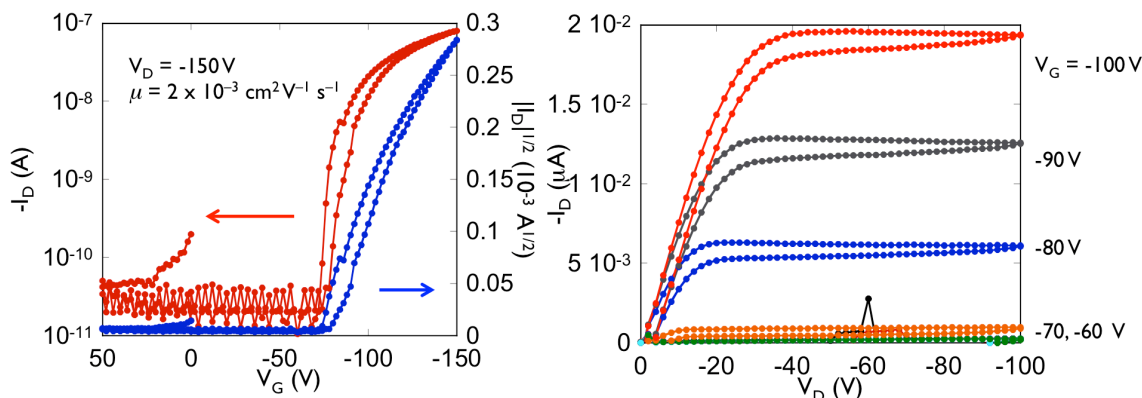 10⁻⁷
10⁻⁸
10⁻⁹
10⁻¹⁰
10⁻¹¹
-I_D (A)
V_D = -150 V
μ = 2 x 10⁻³ cm² V⁻¹ s⁻¹
0.3
0.25
0.2
0.15
0.1
0.05
0
|I_D|^1/2 (10⁻³ A^1/2)
50 0 -50 -100 -150
V_G (V)
2 10⁻²
1.5 10⁻²
1 10⁻²
5 10⁻³
0
-I_D (μA)
V_G = -100 V
-90 V
-80 V
-70, -60 V
0 -20 -40 -60 -80 -100
V_D (V)